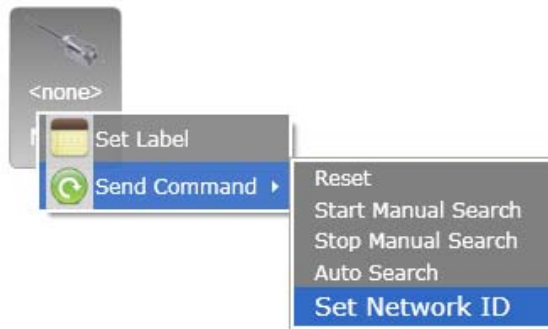 <none>
Set Label
Send Command
Reset
Start Manual Search
Stop Manual Search
Auto Search
Set Network ID